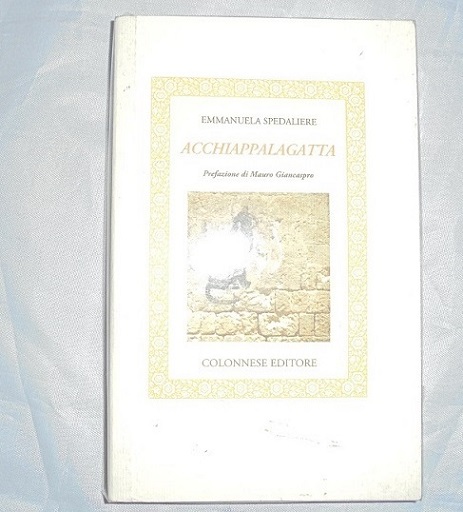 EMMANUELA SPEDALIERE
ACCHIAPPALAGATTA
Prefazione di Mauro Giancaspro
COLONNESE EDITORE